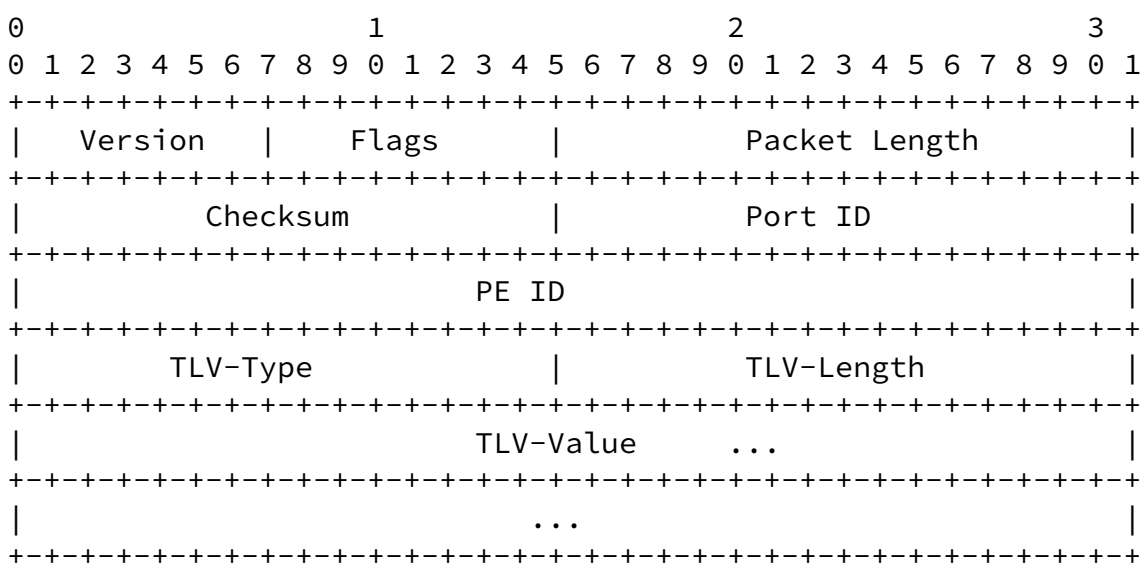 0                   1                   2                   3
0 1 2 3 4 5 6 7 8 9 0 1 2 3 4 5 6 7 8 9 0 1 2 3 4 5 6 7 8 9 0 1
+-+-+-+-+-+-+-+-+-+-+-+-+-+-+-+-+-+-+-+-+-+-+-+-+-+-+-+-+-+-+-+
|   Version   |    Flags      |          Packet Length        |
+-+-+-+-+-+-+-+-+-+-+-+-+-+-+-+-+-+-+-+-+-+-+-+-+-+-+-+-+-+-+-+
|          Checksum           |          Port ID              |
+-+-+-+-+-+-+-+-+-+-+-+-+-+-+-+-+-+-+-+-+-+-+-+-+-+-+-+-+-+-+-+
|                         PE ID                               |
+-+-+-+-+-+-+-+-+-+-+-+-+-+-+-+-+-+-+-+-+-+-+-+-+-+-+-+-+-+-+-+
|        TLV-Type             |          TLV-Length           |
+-+-+-+-+-+-+-+-+-+-+-+-+-+-+-+-+-+-+-+-+-+-+-+-+-+-+-+-+-+-+-+
|                         TLV-Value     ...                   |
+-+-+-+-+-+-+-+-+-+-+-+-+-+-+-+-+-+-+-+-+-+-+-+-+-+-+-+-+-+-+-+
|                            ...                              |
+-+-+-+-+-+-+-+-+-+-+-+-+-+-+-+-+-+-+-+-+-+-+-+-+-+-+-+-+-+-+-+